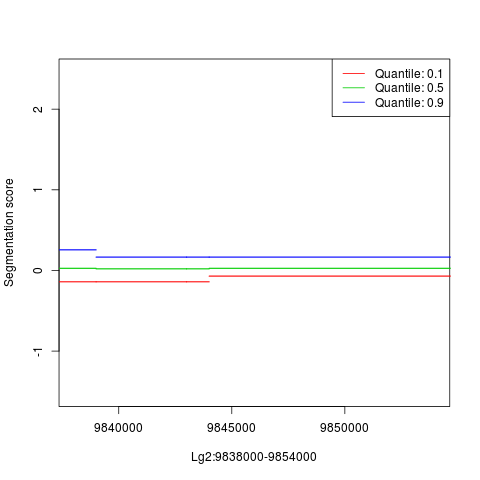 Quantile: 0.1
Quantile: 0.5
Quantile: 0.9
Segmentation score
2
1
0
-1
9840000 9845000 9850000
Lg2:9838000-9854000